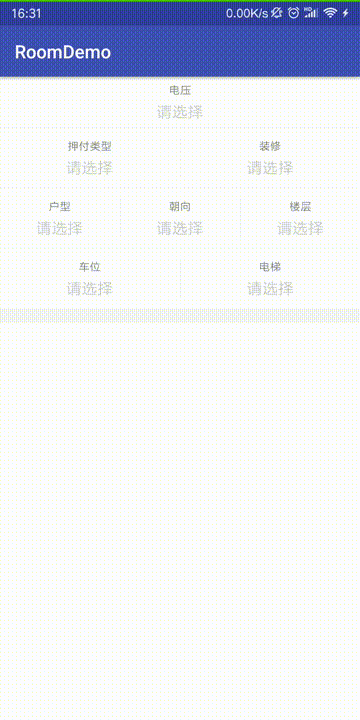 16:31 0.00K/s
RoomDemo
电压
请选择
押付类型 装修
请选择 请选择
户型 朝向 楼层
请选择 请选择 请选择
车位 电梯
请选择 请选择